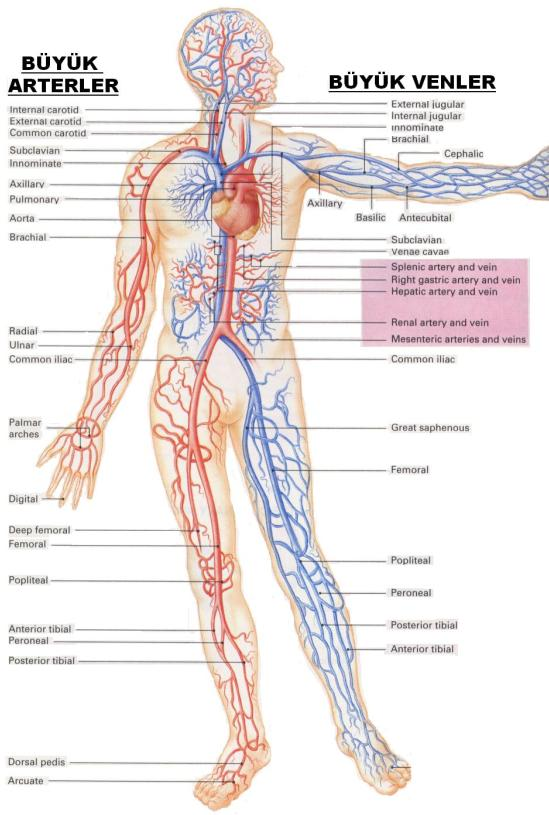 BÜYÜK
ARTERLER
Internal carotid
External carotid
Common carotid
Subclavian
Innominate
Axillary
Pulmonary
Aorta
Brachial
Radial
Ulnar
Common iliac
Palmar
arches
Digital
Deep femoral
Femoral
Popliteal
Anterior tibial
Peroneal
Posterior tibial
Dorsal pedis
Arcuate
BÜYÜK VENLER
External jugular
Internal jugular
Innominate
Brachial
Cephalic
Axillary
Basilic
Antecubital
Subclavian
Venae cavae
Splenic artery and vein
Right gastric artery and vein
Hepatic artery and vein
Renal artery and vein
Mesenteric arteries and veins
Common iliac
Great saphenous
Femoral
Popliteal
Peroneal
Posterior tibial
Anterior tibial